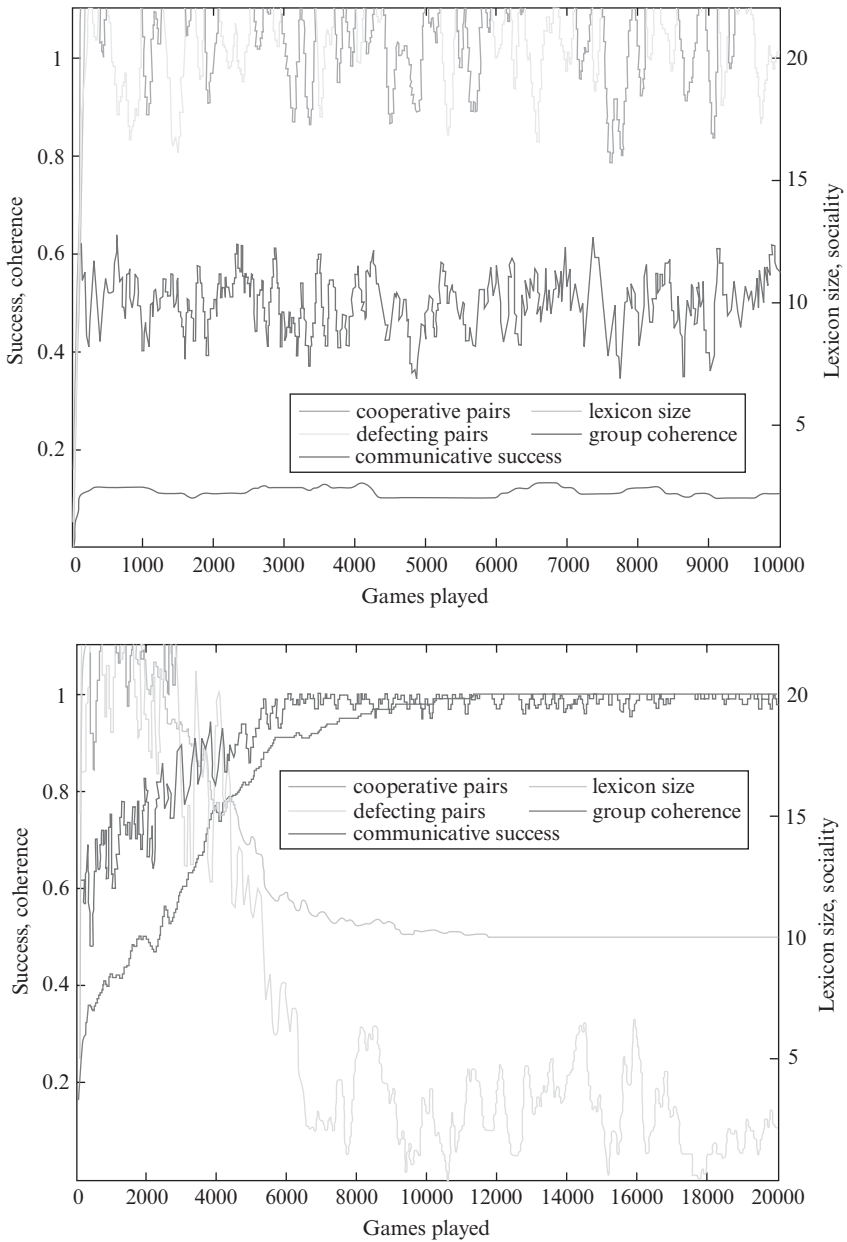 1
0.8
0.6
0.4
0.2
20
15
10
5
Success, coherence
Lexicon size, sociality
cooperative pairs lexicon size
defecting pairs group coherence
communicative success
0 1000 2000 3000 4000 5000 6000 7000 8000 9000 10000
Games played
1
0.8
0.6
0.4
0.2
20
15
10
5
Success, coherence
Lexicon size, sociality
cooperative pairs lexicon size
defecting pairs group coherence
communicative success
0 2000 4000 6000 8000 10000 12000 14000 16000 18000 20000
Games played